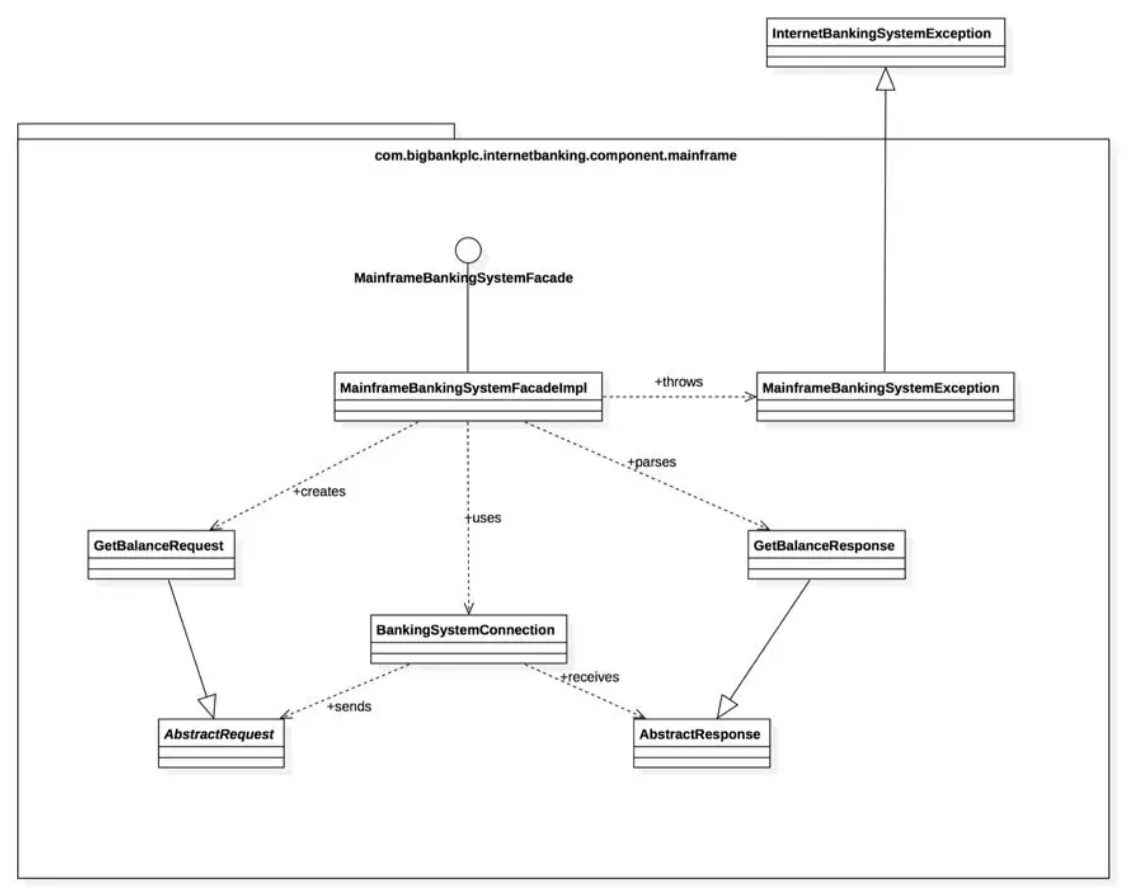 InternetBankingSystemException
com.bigbankplc.internetbanking.component.mainframe
MainframeBankingSystemFacade
MainframeBankingSystemFacadeImpl
+throws
MainframeBankingSystemException
+creates
+uses
+parses
GetBalanceRequest
GetBalanceResponse
BankingSystemConnection
+sends
+receives
AbstractRequest
AbstractResponse